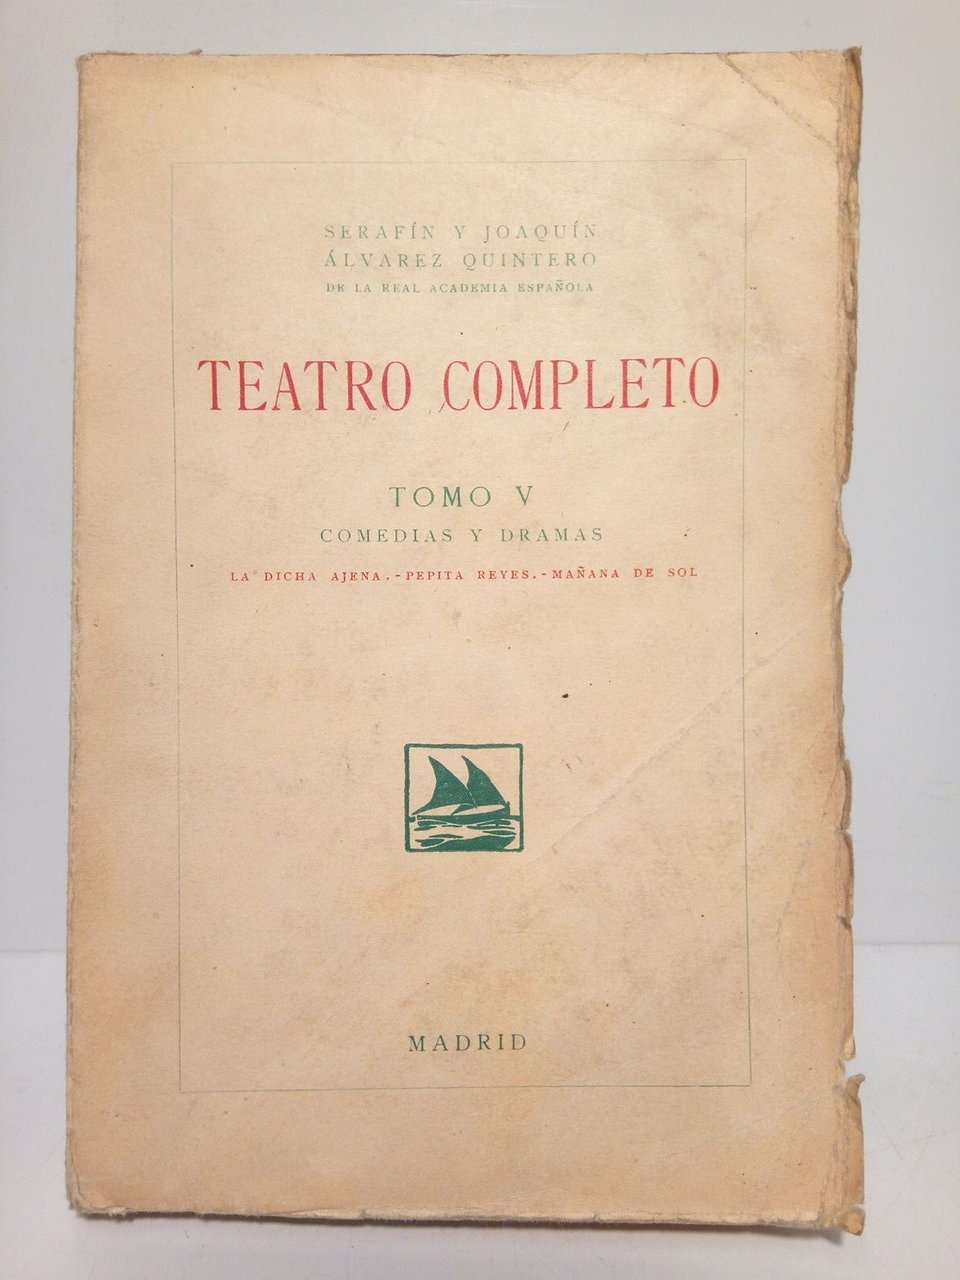 SERAFÍN Y JOAQUÍN
ÁLVAREZ QUINTERO
DE LA REAL ACADEMIA ESPAÑOLA
TEATRO COMPLETO
TOMO V
COMEDIAS Y DRAMAS
LA DICHA AJENA.-PEPITA REYES.-MAÑANA DE SOL
MADRID